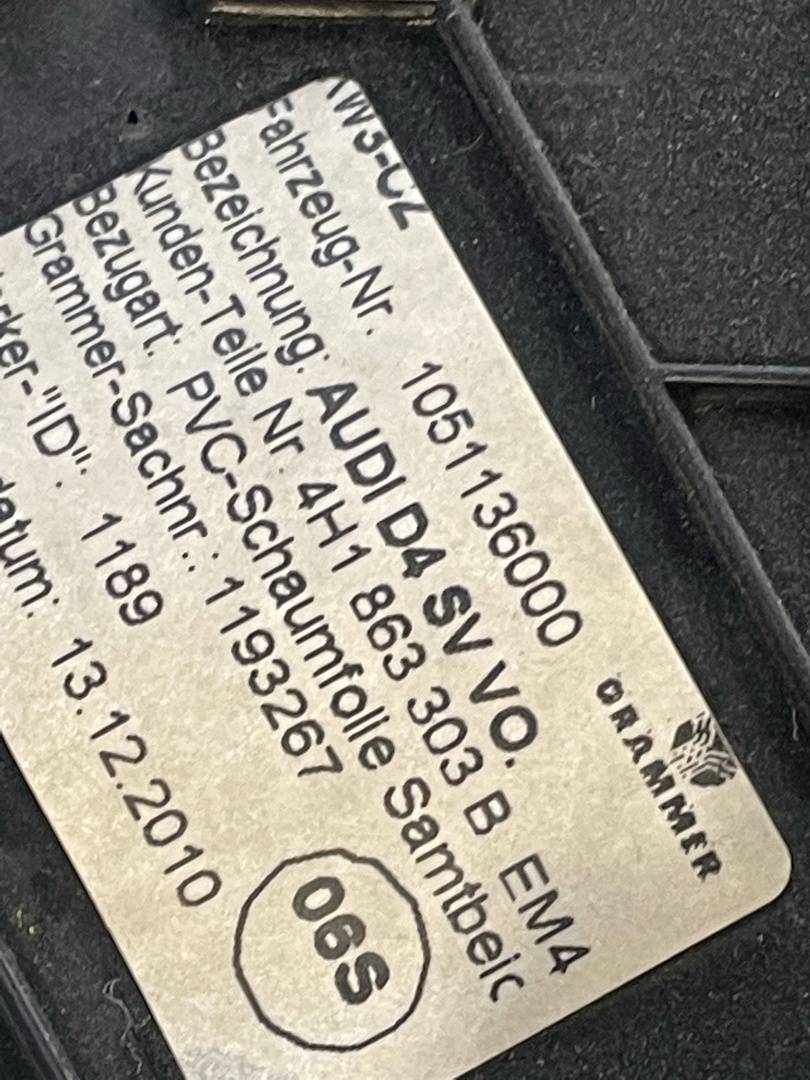 GRAMMER
Fahrzeug-Nr. 1051136000
Bezeichnung: AUDI D4 SV VO.
Kunden-Teile Nr. 4H1 863 303 B EM4
Bezugart: PVC-Schaumfolie Samtbeic
Grammer-Sachnr.: 1193267
"ID": 1189
13.12.2010
06S